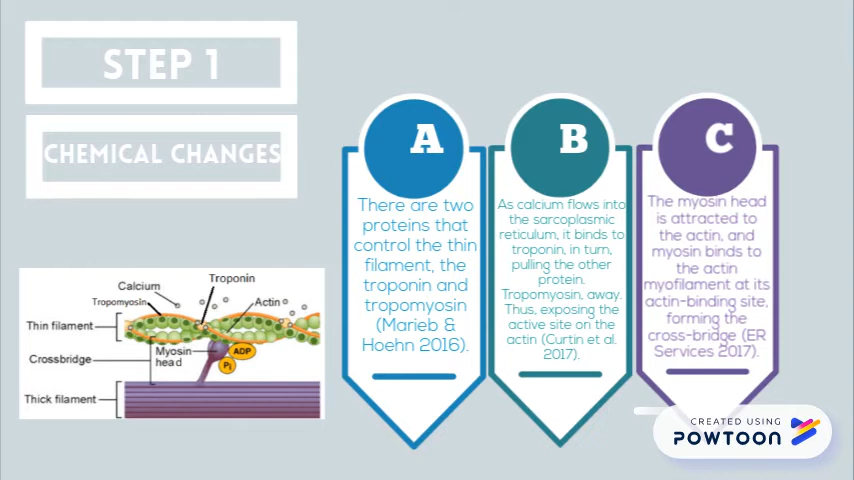 STEP 1
CHEMICAL CHANGES
A
There are two
proteins that
control the thin
filament, the
troponin and
tropomyosin
(Marieb &
Hoehn 2016).
B
As calcium flows into
the sarcoplasmic
reticulum, it binds to
troponin, in turn,
pulling the other
protein.
Tropomyosin, away.
Thus, exposing the
active site on the
actin (Curtin et al.
2017).
C
The myosin head
is attracted to
the actin, and
myosin binds to
the actin
myofilament at its
actin-binding site,
forming the
cross-bridge (ER
Services 2017).
Calcium
Troponin
Tropomyosin
Actin
Thin filament
Myosin
head
ADP
Pi
Crossbridge
Thick filament
CREATED USING
POWTOON